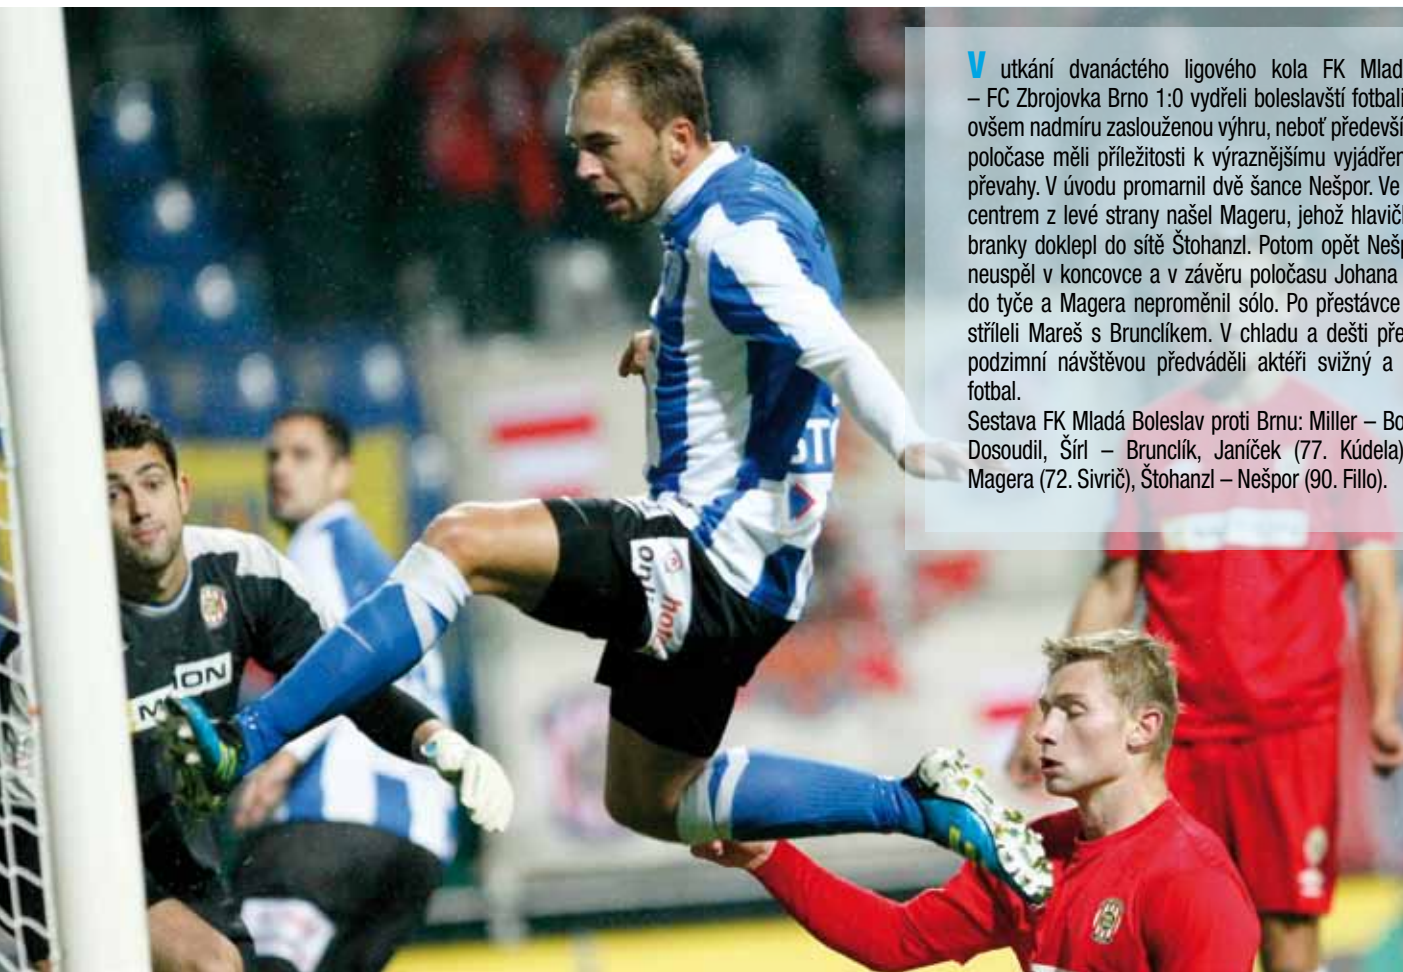 V utkání dvanáctého ligového kola FK Mlad
– FC Zbrojovka Brno 1:0 vydřeli boleslavští fotbali
ovšem nadmíru zaslouženou výhru, neboť předevší
poločase měli příležitosti k výraznějšímu vyjádřen
převahy. V úvodu promarnil dvě šance Nešpor. Ve
centrem z levé strany našel Mageru, jehož hlavič
branky doklepl do sítě Štohanzl. Potom opět Nešp
neuspěl v koncovce a v závěru poločasu Johana
do tyče a Magera neproměnil sólo. Po přestávce
stříleli Mareš s Brunclíkem. V chladu a dešti pře
podzimní návštěvou předváděli aktéři svižný a
fotbal.
Sestava FK Mladá Boleslav proti Brnu: Miller – Bo
Dosoudil, Šírl – Brunclík, Janíček (77. Kúdela)
Magera (72. Sivrič), Štohanzl – Nešpor (90. Fillo).